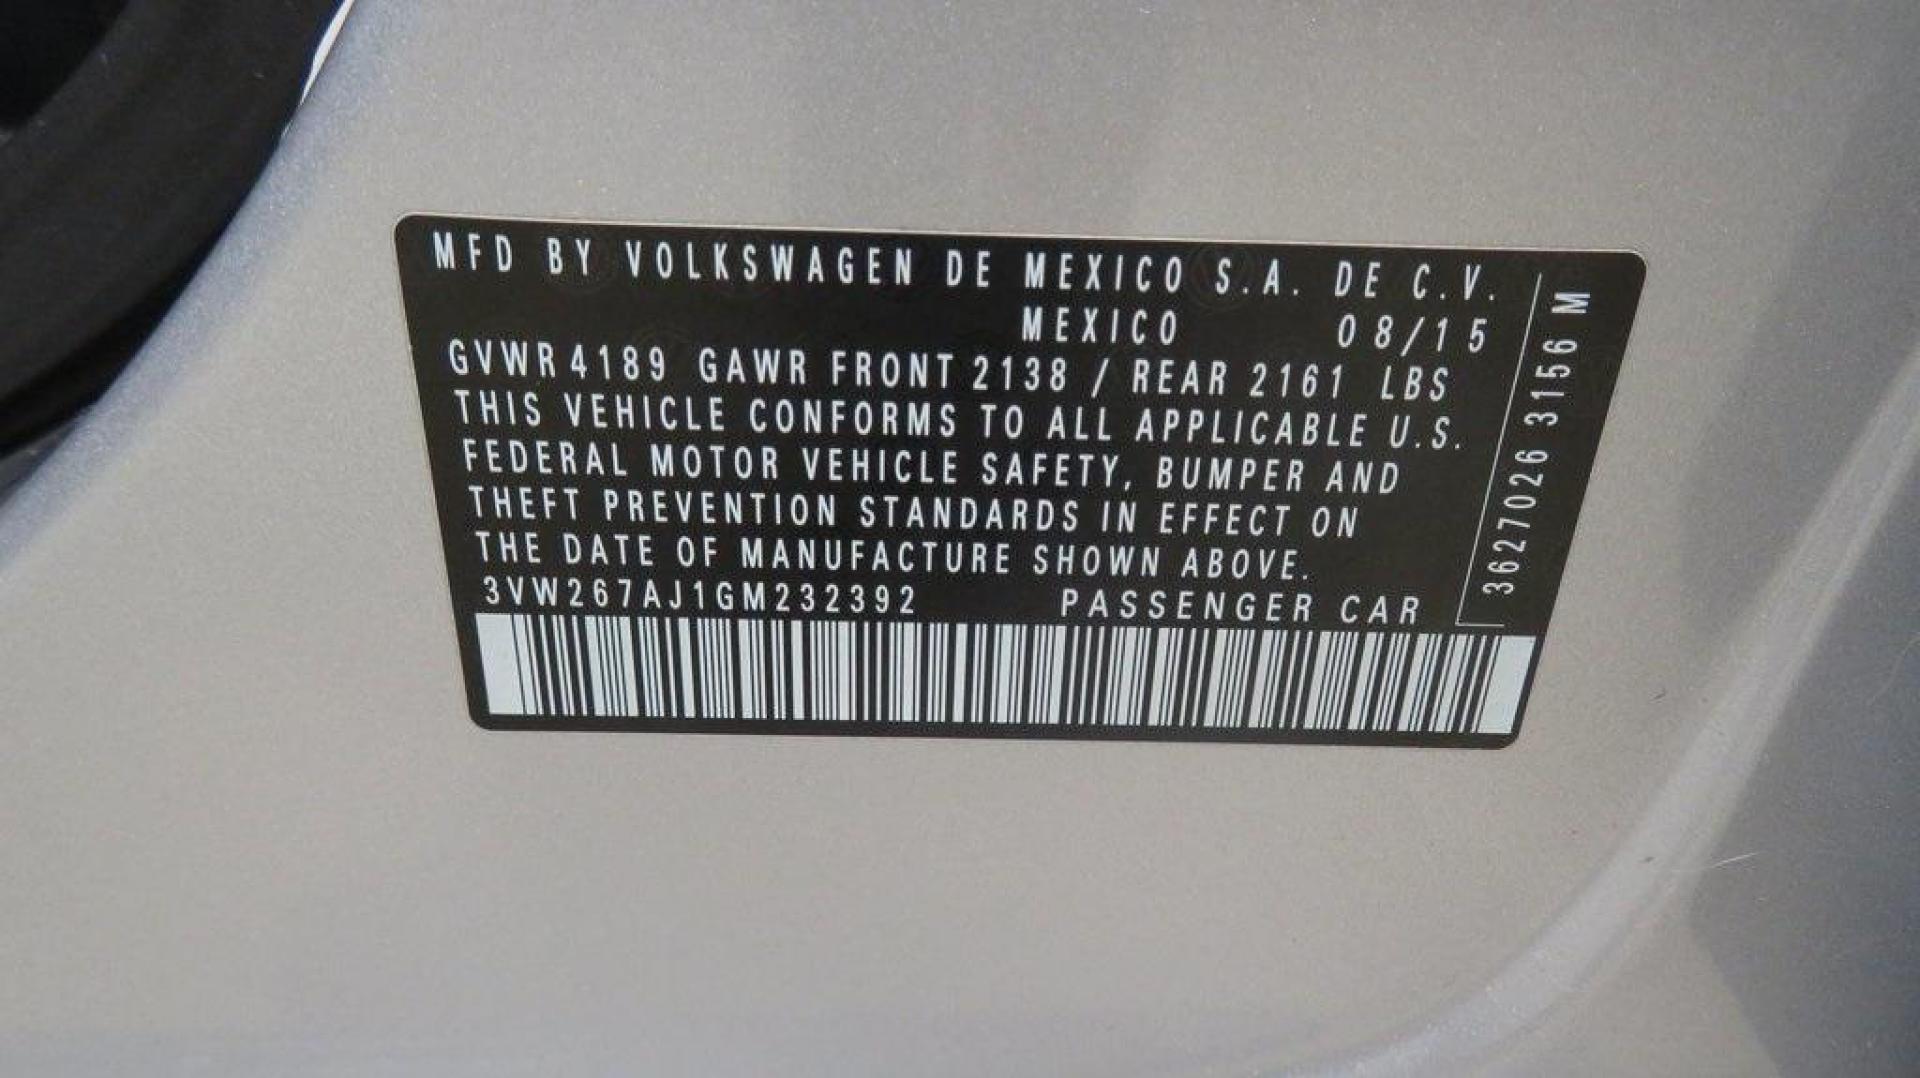 MFD BY VOLKSWAGEN DE MEXICO S.A. DE C.V.
MEXICO 08/15
GVWR 4189 GAWR FRONT 2138 / REAR 2161 LBS
THIS VEHICLE CONFORMS TO ALL APPLICABLE U.S.
FEDERAL MOTOR VEHICLE SAFETY, BUMPER AND
THEFT PREVENTION STANDARDS IN EFFECT ON
THE DATE OF MANUFACTURE SHOWN ABOVE.
3VW267AJ1GM232392 PASSENGER CAR
3627026 3156 M